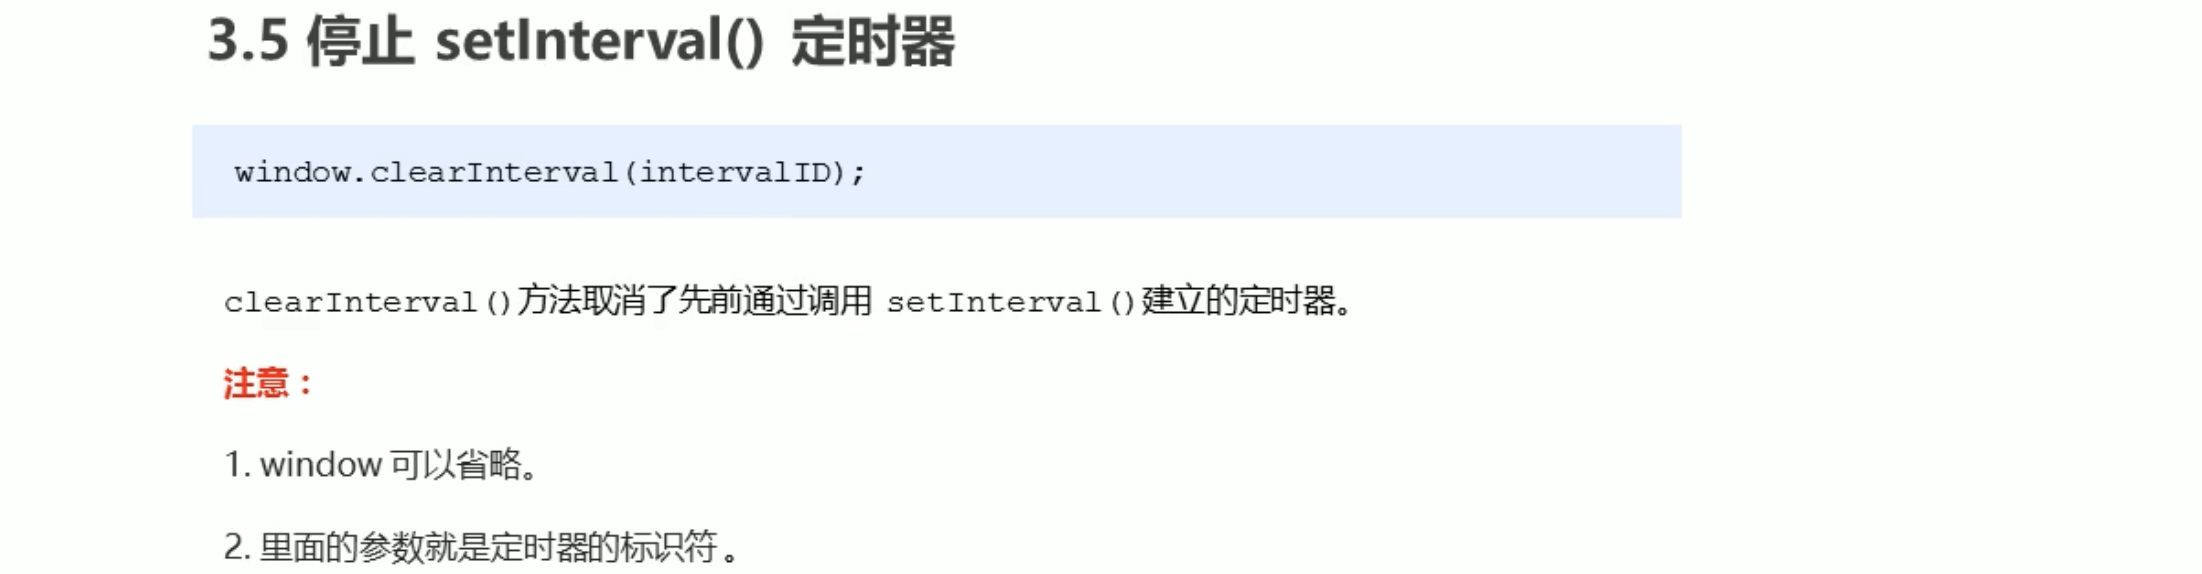 3.5 停止 setInterval() 定时器
window.clearInterval(intervalID);
clearInterval()方法取消了先前通过调用 setInterval()建立的定时器。
注意：
1. window 可以省略。
2. 里面的参数就是定时器的标识符 。